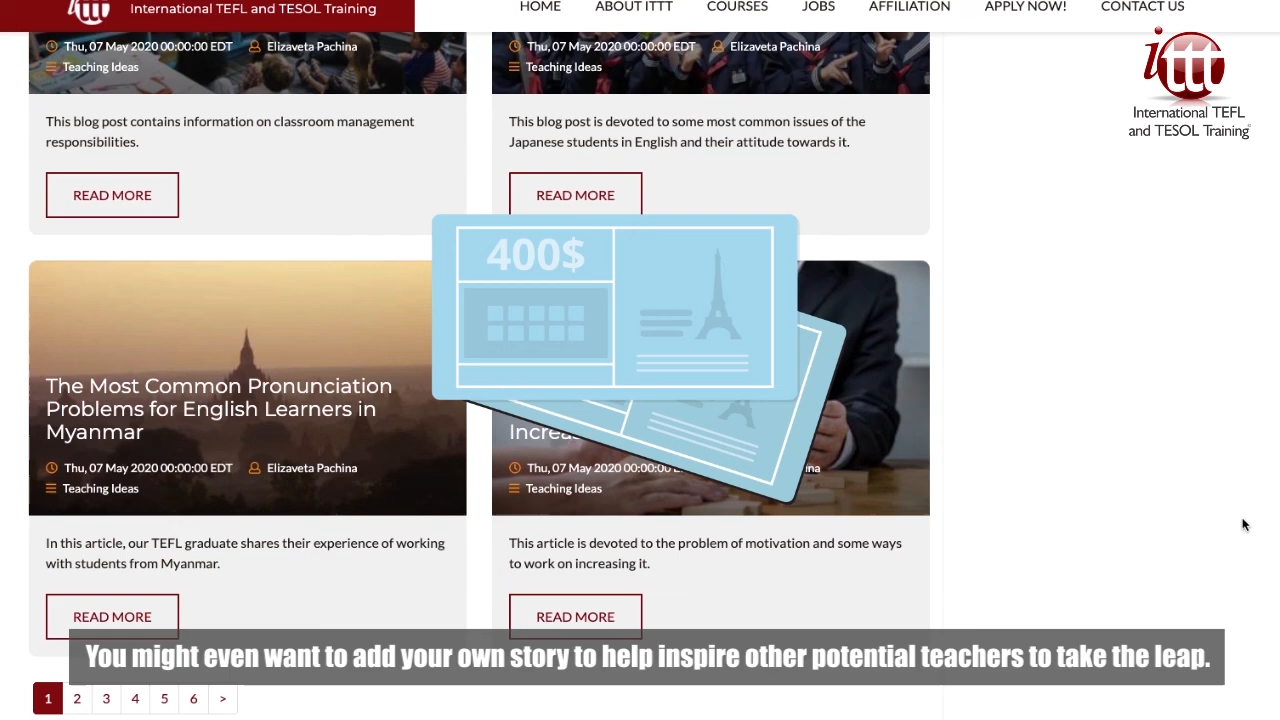 International TEFL and TESOL Training
HOME ABOUT ITTT COURSES JOBS AFFILIATION APPLY NOW! CONTACT US
ittt
International TEFL
and TESOL Training
Thu, 07 May 2020 00:00:00 EDT Elizaveta Pachina
Teaching Ideas
This blog post contains information on classroom management
responsibilities.
READ MORE
Thu, 07 May 2020 00:00:00 EDT Elizaveta Pachina
Teaching Ideas
This blog post is devoted to some most common issues of the
Japanese students in English and their attitude towards it.
READ MORE
400$
The Most Common Pronunciation
Problems for English Learners in
Myanmar
Thu, 07 May 2020 00:00:00 EDT Elizaveta Pachina
Teaching Ideas
In this article, our TEFL graduate shares their experience of working
with students from Myanmar.
READ MORE
Thu, 07 May 2020
Teaching Ideas
This article is devoted to the problem of motivation and some ways
to work on increasing it.
READ MORE
You might even want to add your own story to help inspire other potential teachers to take the leap.
1 2 3 4 5 6 >